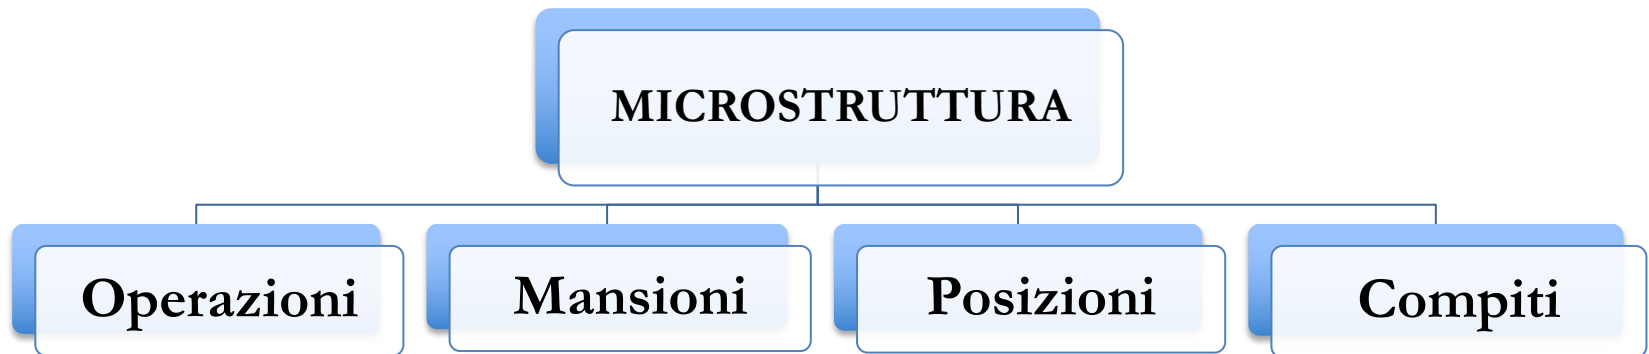 MICROSTRUTTURA
Operazioni
Mansioni
Posizioni
Compiti